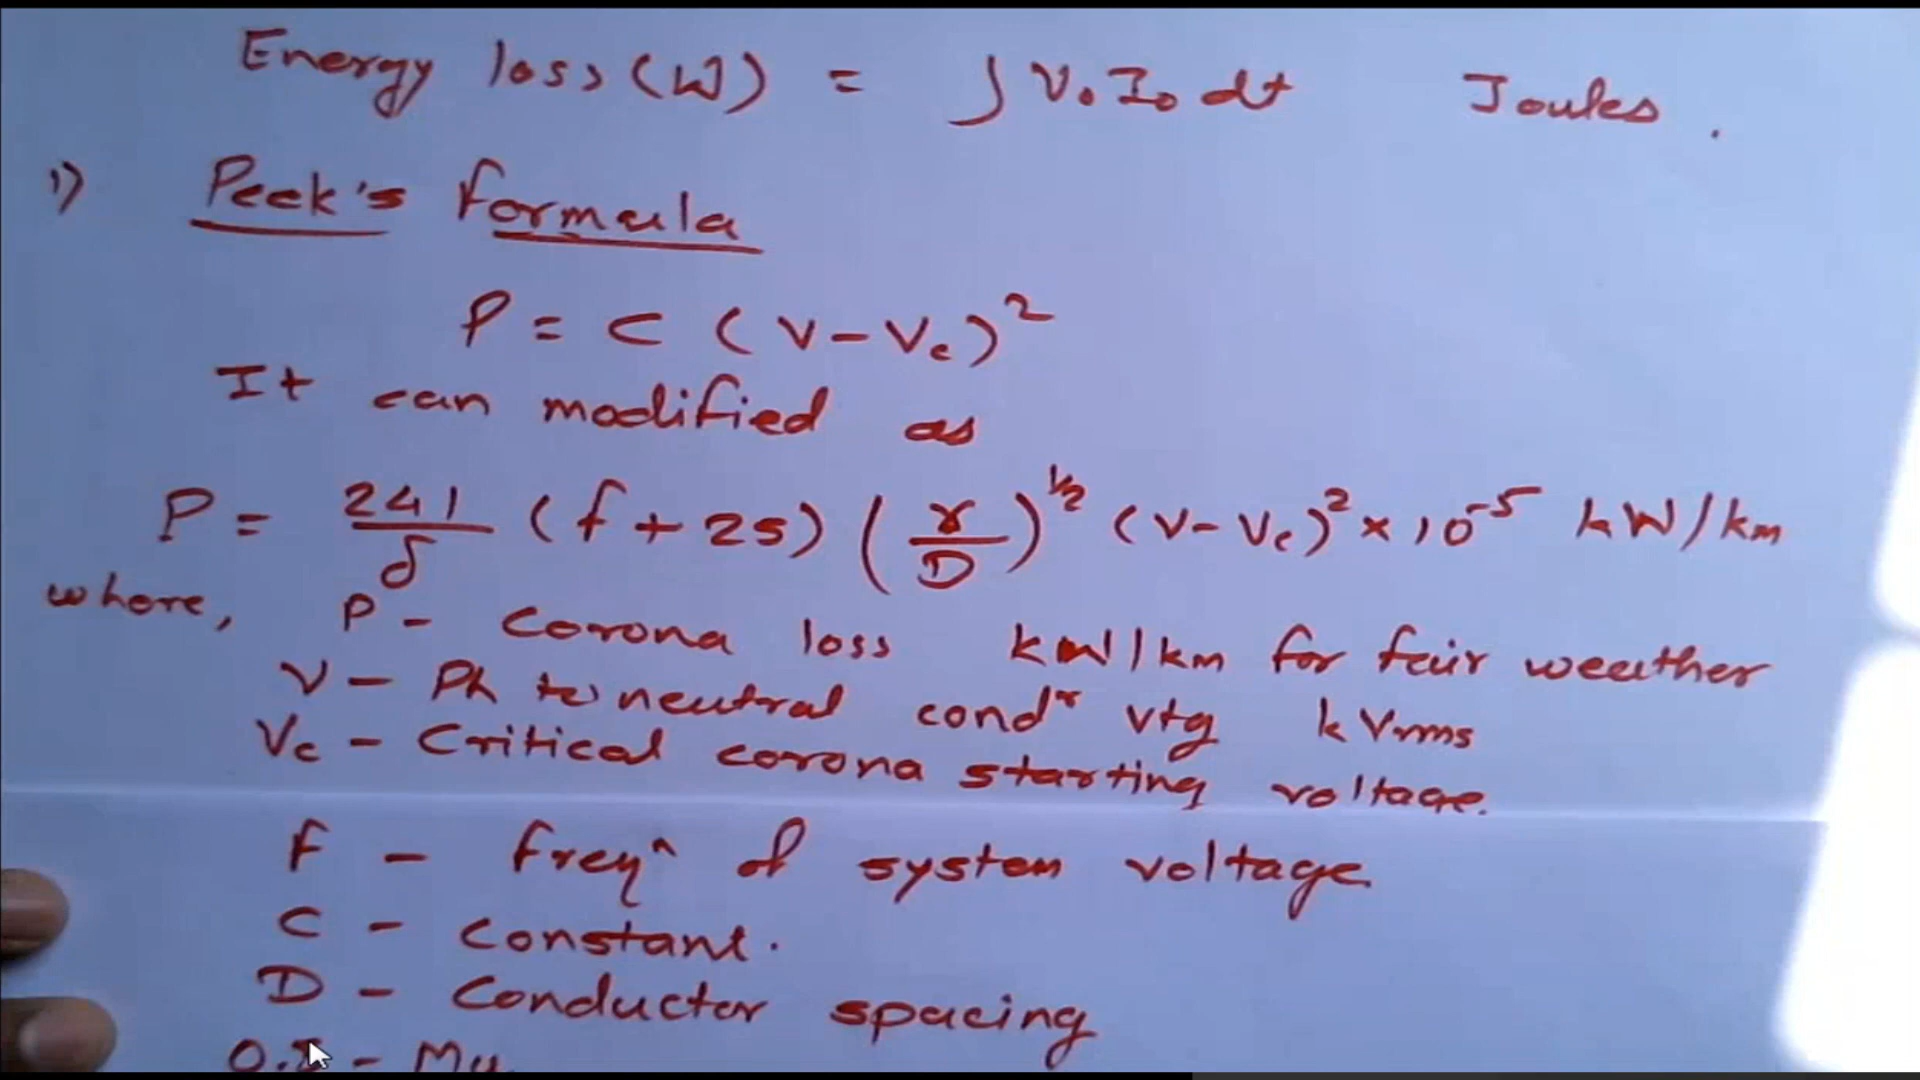 Energy loss (W) = ∫ V₀ I₀ dt Joules.
1) Peek's Formula
P = C (V - Vc)²
It can modified as
P = 241/δ (f + 25) (r/D)^1/2 (V - Vc)² × 10⁻⁵ kW/km
where, P - Corona loss kW/km for fair weather
V - Ph to neutral condʳ vtg kVrms
Vc - Critical corona starting voltage.
F - Freqⁿ of system voltage
C - Constant.
D - Conductor spacing